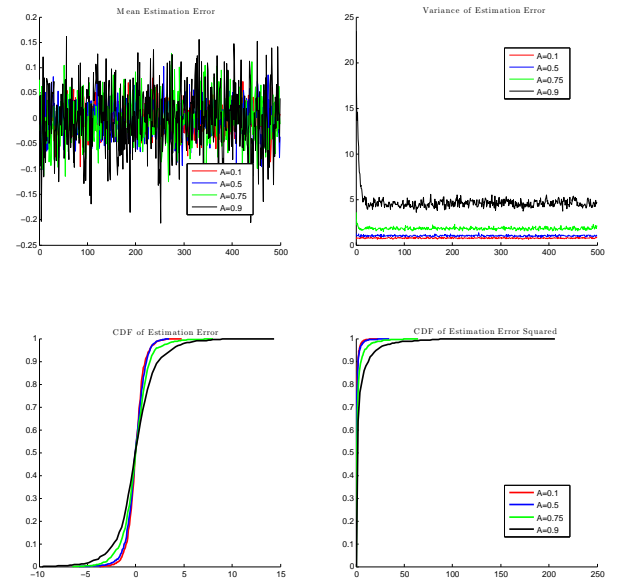 Mean Estimation Error
0.2
0.15
0.1
0.05
0
−0.05
−0.1
−0.15
−0.2
−0.25
0 100 200 300 400 500
A=0.1
A=0.5
A=0.75
A=0.9
Variance of Estimation Error
25
20
15
10
5
0
0 100 200 300 400 500
A=0.1
A=0.5
A=0.75
A=0.9
CDF of Estimation Error
1
0.9
0.8
0.7
0.6
0.5
0.4
0.3
0.2
0.1
0
−10 −5 0 5 10 15
CDF of Estimation Error Squared
1
0.9
0.8
0.7
0.6
0.5
0.4
0.3
0.2
0.1
0
0 50 100 150 200 250
A=0.1
A=0.5
A=0.75
A=0.9